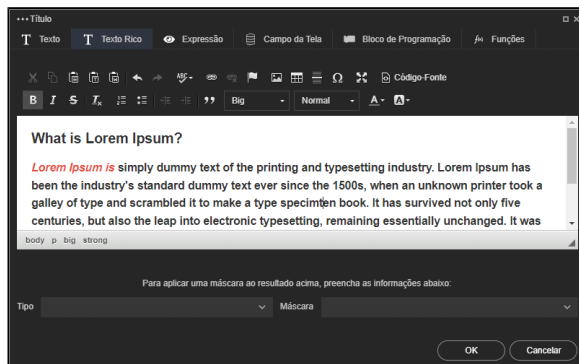 ••• Título
T Texto T Texto Rico Expressão Campo da Tela Bloco de Programação f(x) Funções
Código-Fonte
B I S Ix Big Normal A A
What is Lorem Ipsum?
Lorem Ipsum is simply dummy text of the printing and typesetting industry. Lorem Ipsum has
been the industry's standard dummy text ever since the 1500s, when an unknown printer took a
galley of type and scrambled it to make a type specimten book. It has survived not only five
centuries, but also the leap into electronic typesetting, remaining essentially unchanged. It was
body p big strong
Para aplicar uma máscara ao resultado acima, preencha as informações abaixo:
Tipo Máscara
OK Cancelar